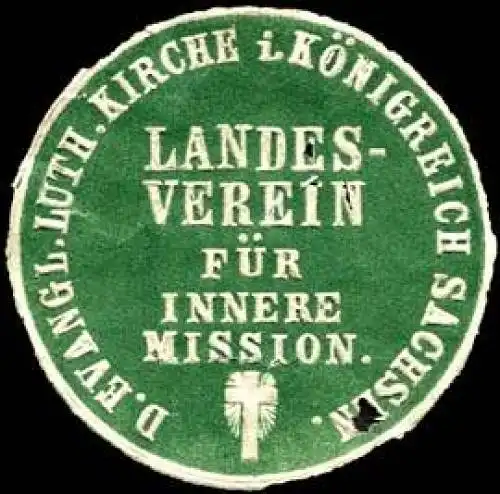 LANDES-
VEREIN
FÜR
INNERE
MISSION.
D. EVANGL. LUTH. KIRCHE i. KÖNIGREICH SACHSEN.